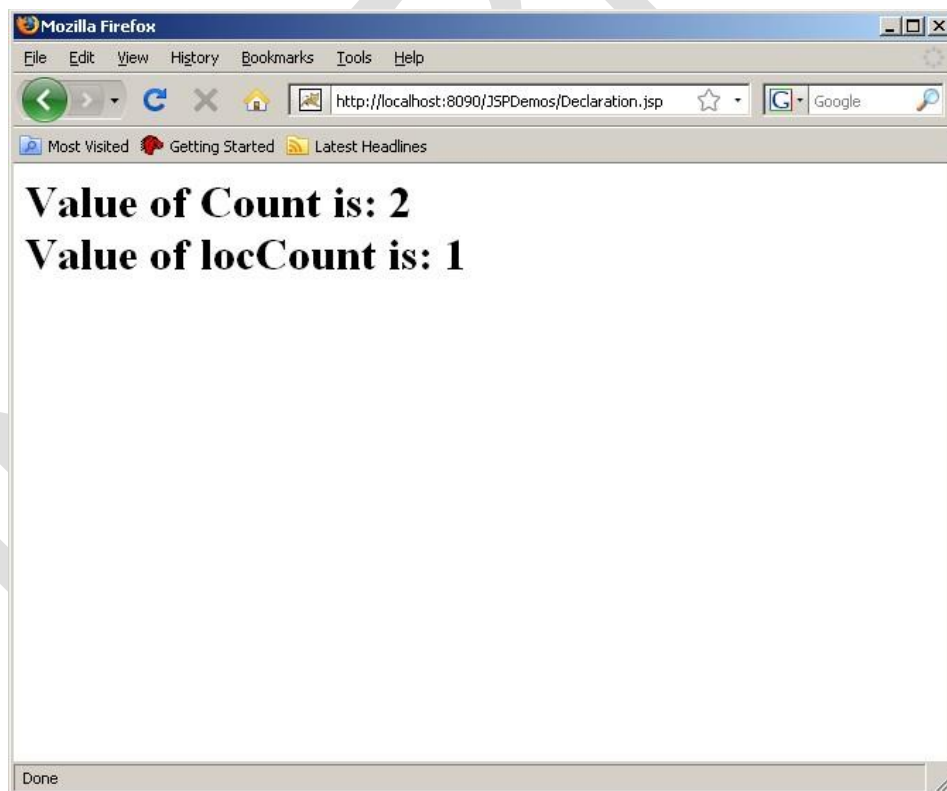 Mozilla Firefox
File Edit View History Bookmarks Tools Help
http://localhost:8090/JSPDemos/Declaration.jsp G Google
Most Visited Getting Started Latest Headlines
Value of Count is: 2
Value of locCount is: 1
Done